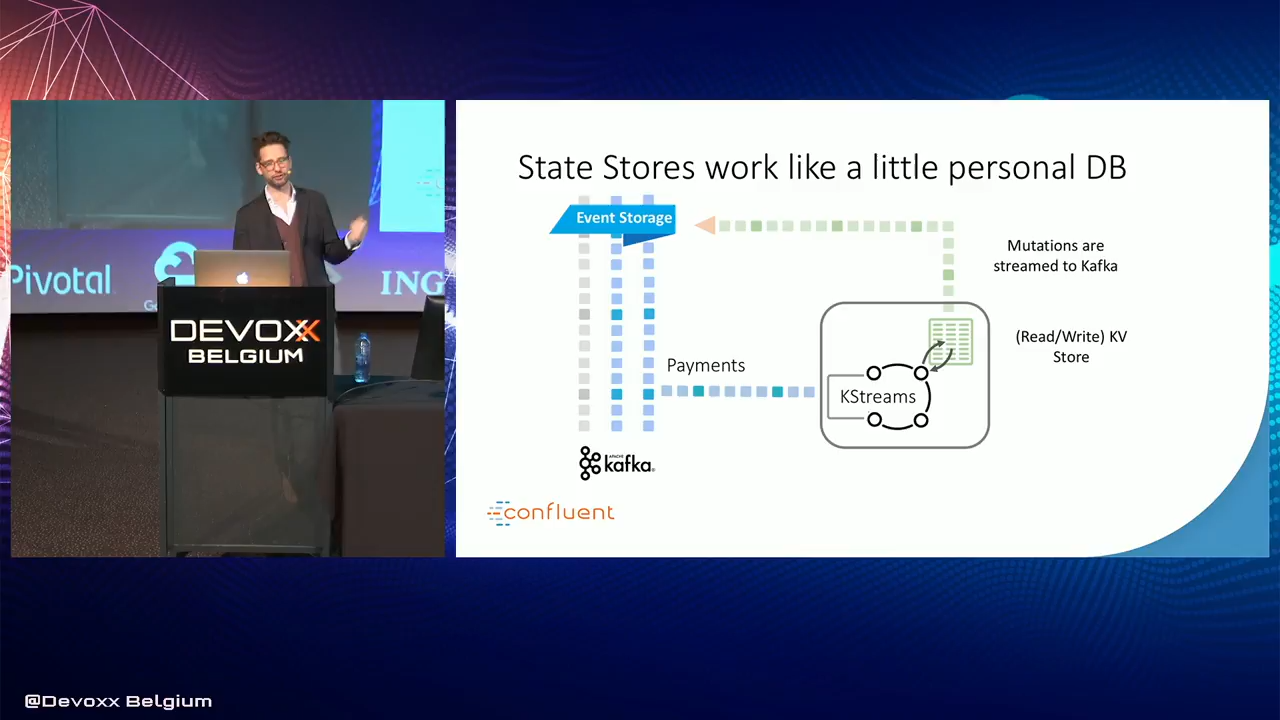 State Stores work like a little personal DB
Event Storage
Mutations are
streamed to Kafka
(Read/Write) KV
Store
Payments
KStreams
APACHE
kafka
confluent
Pivotal
ING
DEVOXX
BELGIUM
@Devoxx Belgium